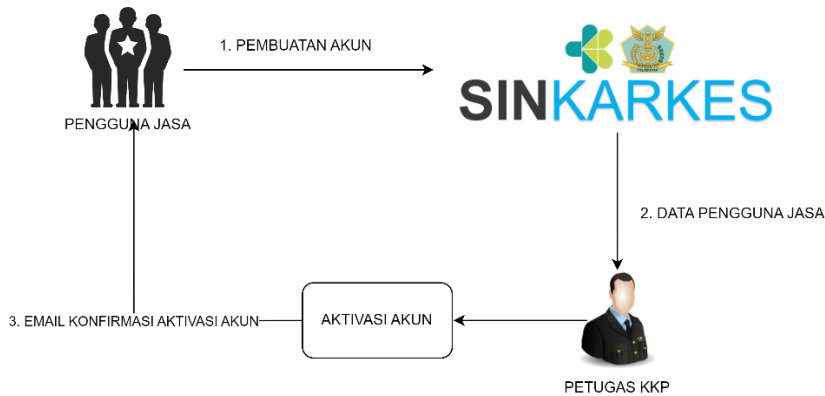 1. PEMBUATAN AKUN
PENGGUNA JASA
SINKARKES
2. DATA PENGGUNA JASA
3. EMAIL KONFIRMASI AKTIVASI AKUN
AKTIVASI AKUN
PETUGAS KKP